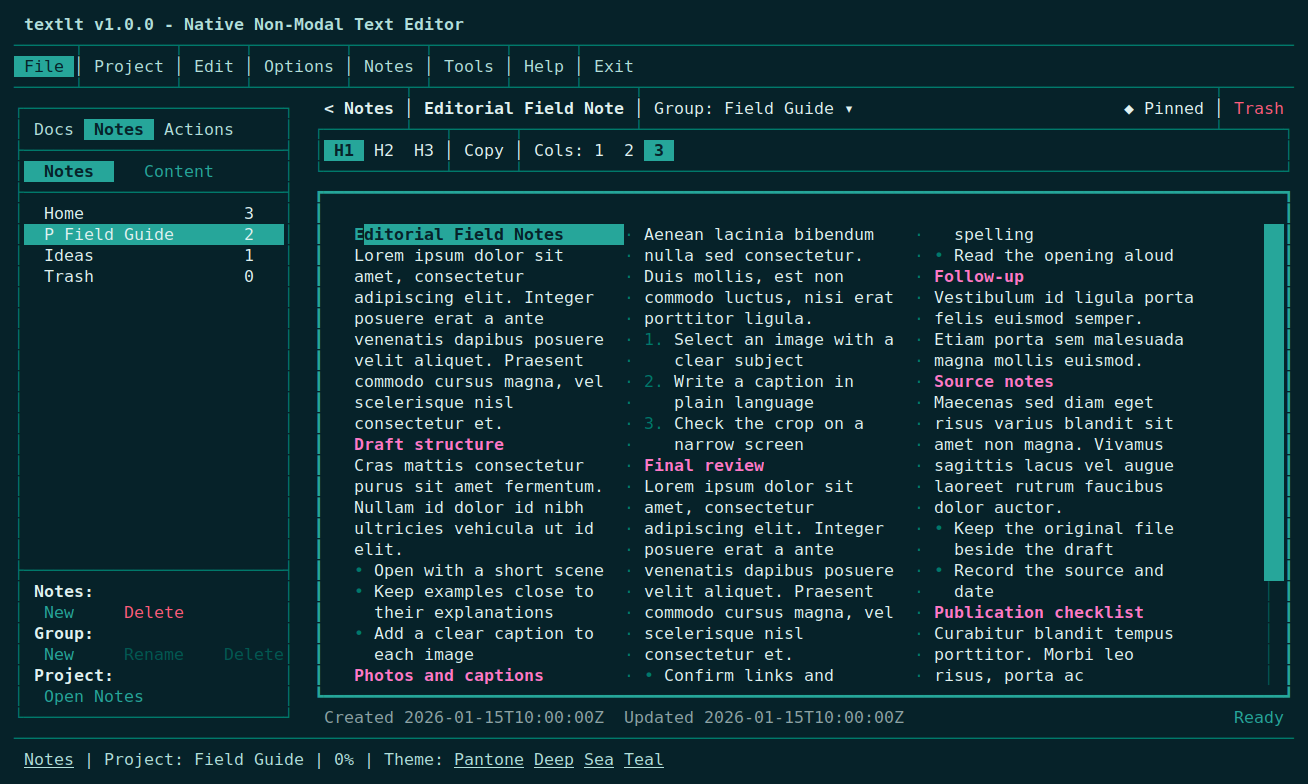 textlt v1.0.0 - Native Non-Modal Text Editor
File │ Project │ Edit │ Options │ Notes │ Tools │ Help │ Exit
Docs Notes Actions
Notes Content
Home 3
P Field Guide 2
Ideas 1
Trash 0
Notes:
New Delete
Group:
New Rename Delete
Project:
Open Notes
< Notes │ Editorial Field Note │ Group: Field Guide ▾ ◆ Pinned │ Trash
H1 H2 H3 │ Copy │ Cols: 1 2 3
Editorial Field Notes
Lorem ipsum dolor sit
amet, consectetur
adipiscing elit. Integer
posuere erat a ante
venenatis dapibus posuere
velit aliquet. Praesent
commodo cursus magna, vel
scelerisque nisl
consectetur et.
Draft structure
Cras mattis consectetur
purus sit amet fermentum.
Nullam id dolor id nibh
ultricies vehicula ut id
elit.
• Open with a short scene
• Keep examples close to
their explanations
• Add a clear caption to
each image
Photos and captions
Aenean lacinia bibendum
nulla sed consectetur.
Duis mollis, est non
commodo luctus, nisi erat
porttitor ligula.
1. Select an image with a
clear subject
2. Write a caption in
plain language
3. Check the crop on a
narrow screen
Final review
Lorem ipsum dolor sit
amet, consectetur
adipiscing elit. Integer
posuere erat a ante
venenatis dapibus posuere
velit aliquet. Praesent
commodo cursus magna, vel
scelerisque nisl
consectetur et.
• Confirm links and
spelling
• Read the opening aloud
Follow-up
Vestibulum id ligula porta
felis euismod semper.
Etiam porta sem malesuada
magna mollis euismod.
Source notes
Maecenas sed diam eget
risus varius blandit sit
amet non magna. Vivamus
sagittis lacus vel augue
laoreet rutrum faucibus
dolor auctor.
• Keep the original file
beside the draft
• Record the source and
date
Publication checklist
Curabitur blandit tempus
porttitor. Morbi leo
risus, porta ac
Created 2026-01-15T10:00:00Z Updated 2026-01-15T10:00:00Z Ready
Notes | Project: Field Guide | 0% | Theme: Pantone Deep Sea Teal